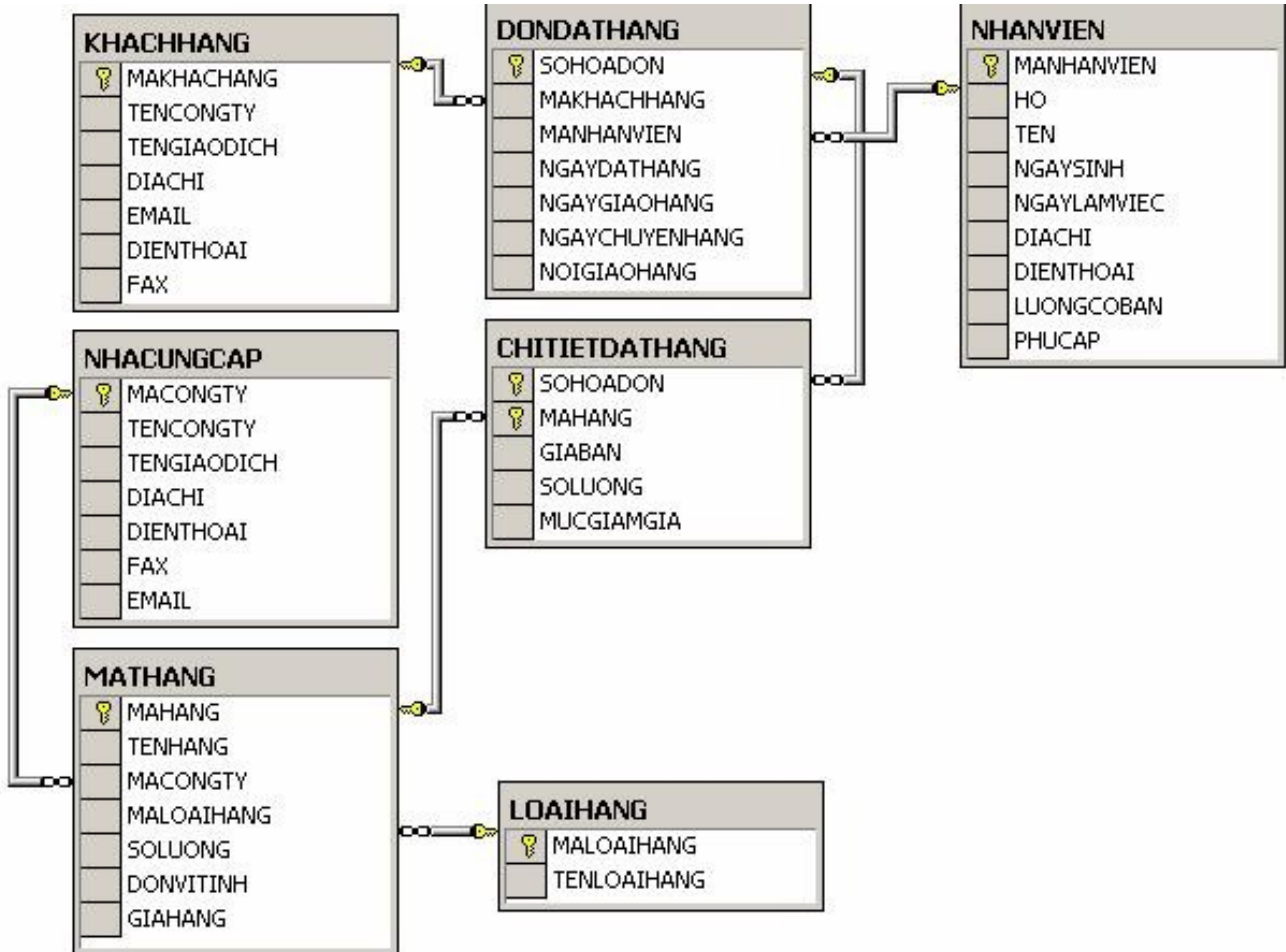 KHACHHANG
MAKHACHANG
TENCONGTY
TENGIAODICH
DIACHI
EMAIL
DIENTHOAI
FAX
DONDATHANG
SOHOADON
MAKHACHHANG
MANHANVIEN
NGAYDATHANG
NGAYGIAOHANG
NGAYCHUYENHANG
NOIGIAOHANG
NHANVIEN
MANHANVIEN
HO
TEN
NGAYSINH
NGAYLAMVIEC
DIACHI
DIENTHOAI
LUONGCOBAN
PHUCAP
NHACUNGCAP
MACONGTY
TENCONGTY
TENGIAODICH
DIACHI
DIENTHOAI
FAX
EMAIL
CHITIETDATHANG
SOHOADON
MAHANG
GIABAN
SOLUONG
MUCGIAMGIA
MATHANG
MAHANG
TENHANG
MACONGTY
MALOAIHANG
SOLUONG
DONVITINH
GIAHANG
LOAIHANG
MALOAIHANG
TENLOAIHANG